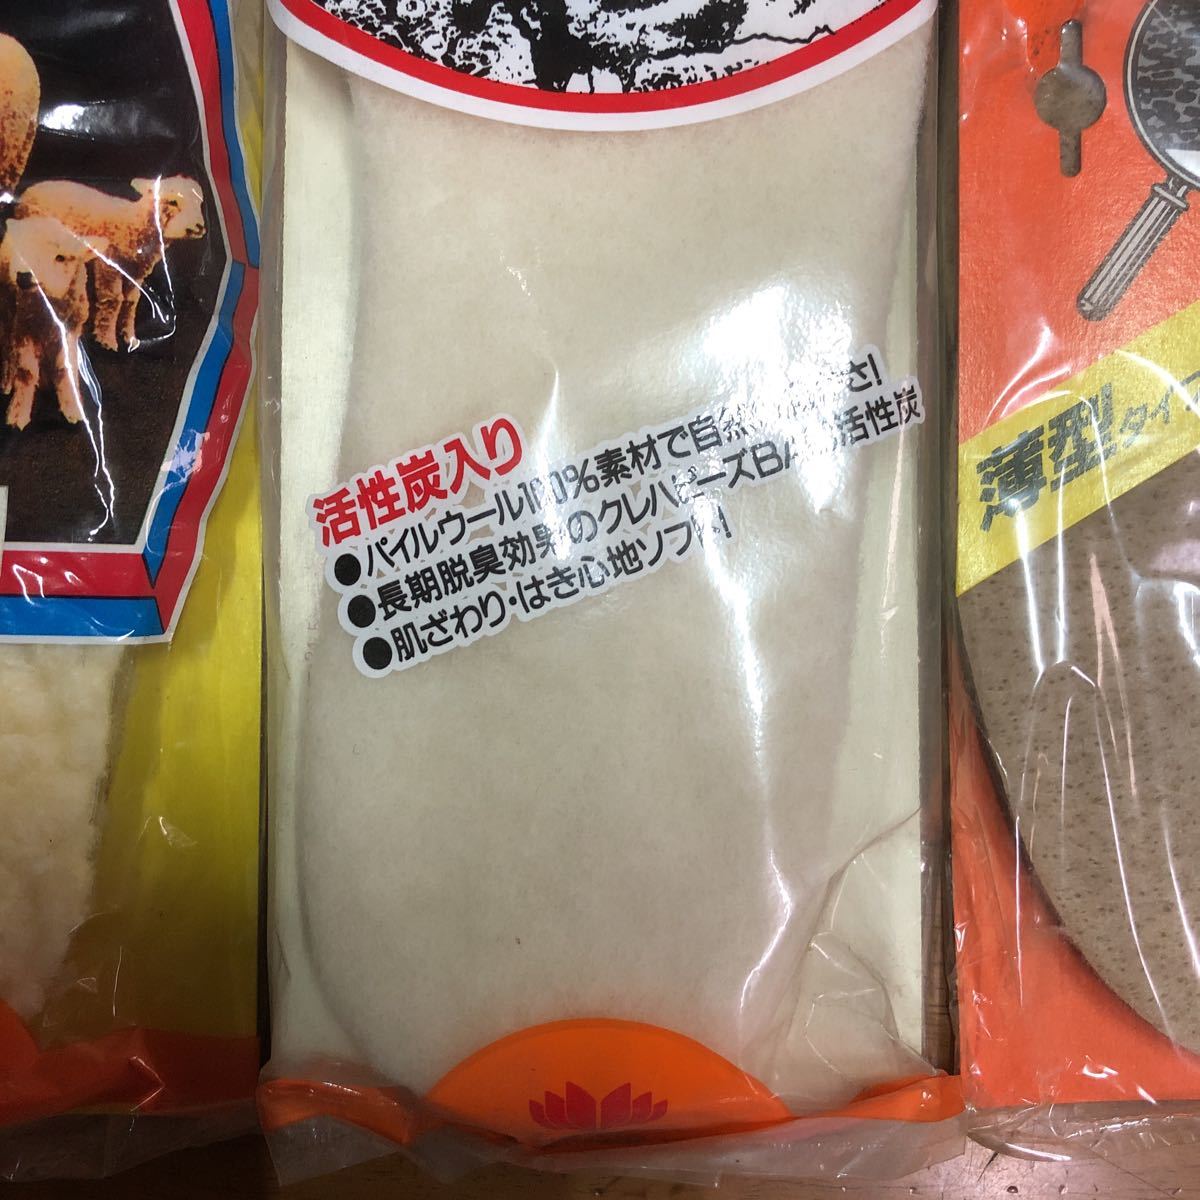 活性炭入り
●パイルウール100%素材で自然さ!
●長期脱臭効果のクレハビーズBA活性炭
●肌ざわり・はき心地ソフト!
薄型タイプ